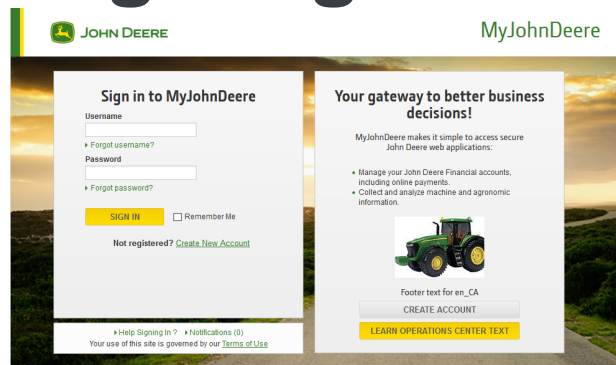 JOHN DEERE
MyJohnDeere
Sign in to MyJohnDeere
Username
Forgot username?
Password
Forgot password?
SIGN IN
Remember Me
Not registered? Create New Account
Help Signing In ? Notifications (0)
Your use of this site is governed by our Terms of Use
Your gateway to better business
decisions!
MyJohnDeere makes it simple to access secure
John Deere web applications:
• Manage your John Deere Financial accounts,
including online payments.
• Collect and analyze machine and agronomic
information.
Footer text for en_CA
CREATE ACCOUNT
LEARN OPERATIONS CENTER TEXT